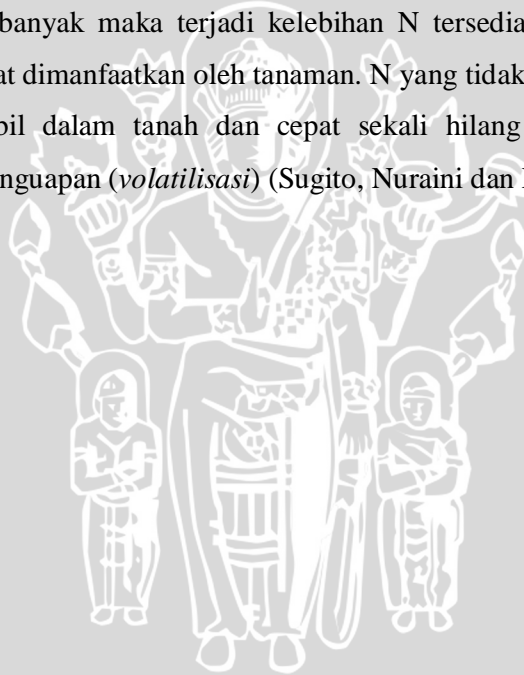 banyak maka terjadi kelebihan N tersedia
at dimanfaatkan oleh tanaman. N yang tidak
bil dalam tanah dan cepat sekali hilang
nguapan (volatilisasi) (Sugito, Nuraini dan